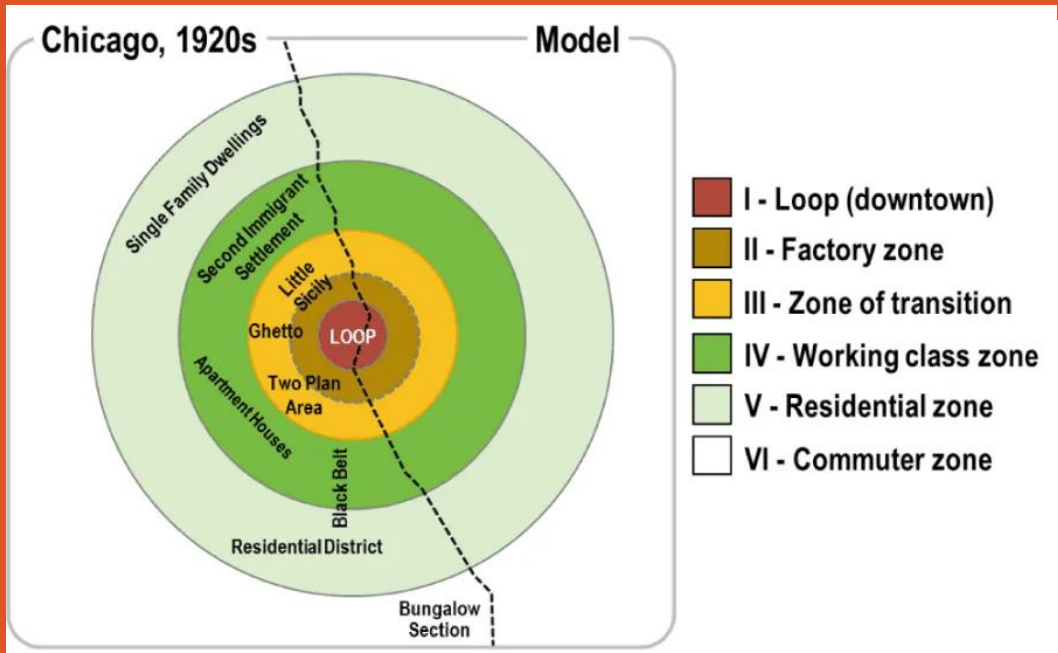 Chicago, 1920s
Model
Single Family Dwellings
Second Immigrant
Settlement
Little
Sicily
Ghetto
LOOP
Two Plan
Area
Apartment Houses
Black Belt
Residential District
Bungalow
Section
I - Loop (downtown)
II - Factory zone
III - Zone of transition
IV - Working class zone
V - Residential zone
VI - Commuter zone